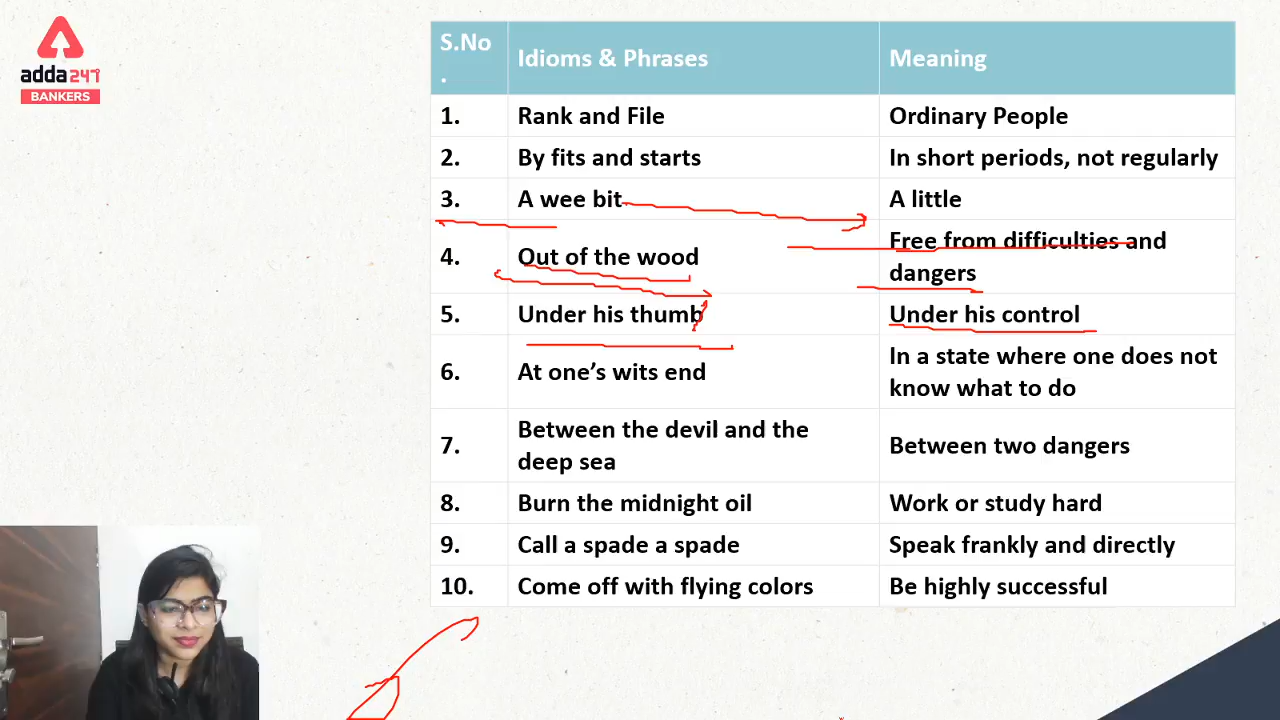 adda247
BANKERS
S.No
.
Idioms & Phrases
Meaning
1.
Rank and File
Ordinary People
2.
By fits and starts
In short periods, not regularly
3.
A wee bit
A little
4.
Out of the wood
Free from difficulties and
dangers
5.
Under his thumb
Under his control
6.
At one’s wits end
In a state where one does not
know what to do
7.
Between the devil and the
deep sea
Between two dangers
8.
Burn the midnight oil
Work or study hard
9.
Call a spade a spade
Speak frankly and directly
10.
Come off with flying colors
Be highly successful